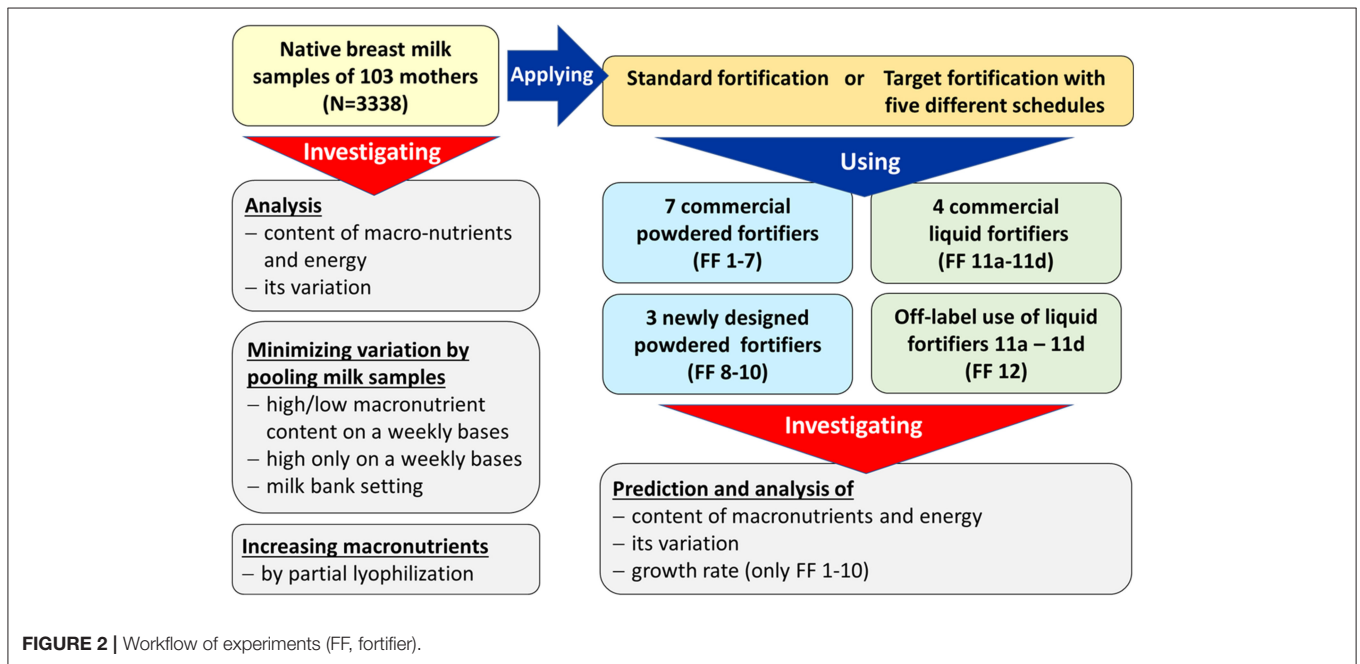 Native breast milk
samples of 103 mothers
(N=3338)
Applying
Standard fortification or Target fortification with
five different schedules
Investigating
Analysis
– content of macro-nutrients
and energy
– its variation
Minimizing variation by
pooling milk samples
– high/low macronutrient
content on a weekly bases
– high only on a weekly bases
– milk bank setting
Increasing macronutrients
– by partial lyophilization
Using
7 commercial
powdered fortifiers
(FF 1-7)
4 commercial
liquid fortifiers
(FF 11a-11d)
3 newly designed
powdered fortifiers
(FF 8-10)
Off-label use of liquid
fortifiers 11a – 11d
(FF 12)
Investigating
Prediction and analysis of
– content of macronutrients and energy
– its variation
– growth rate (only FF 1-10)
FIGURE 2 | Workflow of experiments (FF, fortifier).